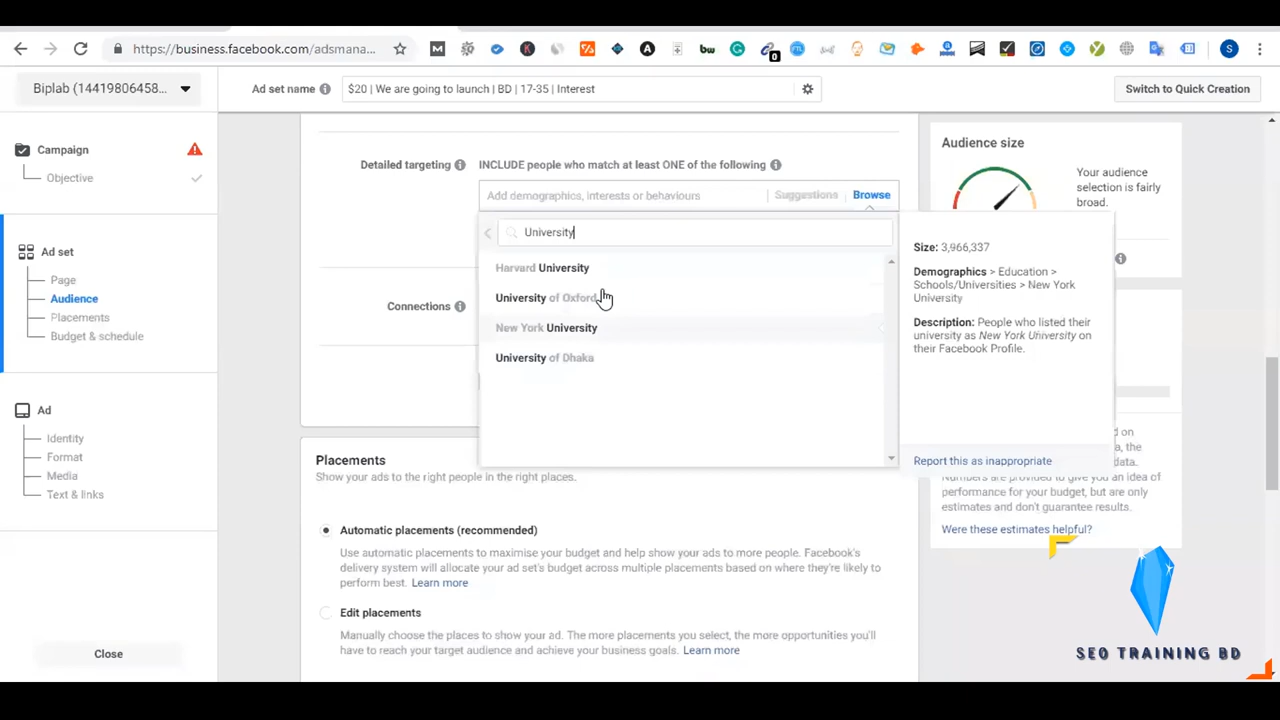 https://business.facebook.com/adsmana...
M
K
A
bw
0
FTL
S
Biplab (14419806458...
Ad set name
$20 | We are going to launch | BD | 17-35 | Interest
Switch to Quick Creation
Campaign
Objective
Ad set
Page
Audience
Placements
Budget & schedule
Ad
Identity
Format
Media
Text & links
Close
Detailed targeting
INCLUDE people who match at least ONE of the following
Add demographics, interests or behaviours
Suggestions
Browse
University
Harvard University
University of Oxford
New York University
University of Dhaka
Connections
Size: 3,966,337
Demographics > Education >
Schools/Universities > New York
University
Description: People who listed their
university as New York University on
their Facebook Profile.
Report this as inappropriate
Audience size
Your audience
selection is fairly
broad.
d on
data.
Numbers are provided to give you an idea of
performance for your budget, but are only
estimates and don't guarantee results.
Were these estimates helpful?
Placements
Show your ads to the right people in the right places.
Automatic placements (recommended)
Use automatic placements to maximise your budget and help show your ads to more people. Facebook's
delivery system will allocate your ad set's budget across multiple placements based on where they're likely to
perform best. Learn more
Edit placements
Manually choose the places to show your ad. The more placements you select, the more opportunities you'll
have to reach your target audience and achieve your business goals. Learn more
SEO TRAINING BD